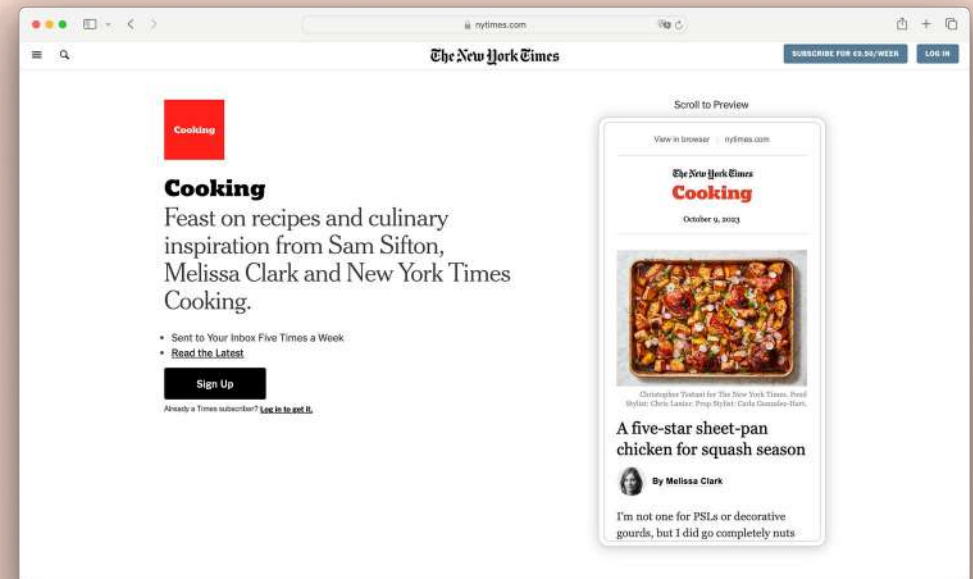 nytimes.com
The New York Times
SUBSCRIBE FOR €0.50/WEEK
LOG IN
Cooking
Cooking
Feast on recipes and culinary
inspiration from Sam Sifton,
Melissa Clark and New York Times
Cooking.
Sent to Your Inbox Five Times a Week
Read the Latest
Sign Up
Already a Times subscriber? Log in to get it.
Scroll to Preview
View in browser | nytimes.com
The New York Times
Cooking
October 9, 2023
Christopher Testani for The New York Times. Food
Stylist: Chris Lanier. Prop Stylist: Carla Gonzalez-Hart.
A five-star sheet-pan
chicken for squash season
By Melissa Clark
I'm not one for PSLs or decorative
gourds, but I did go completely nuts